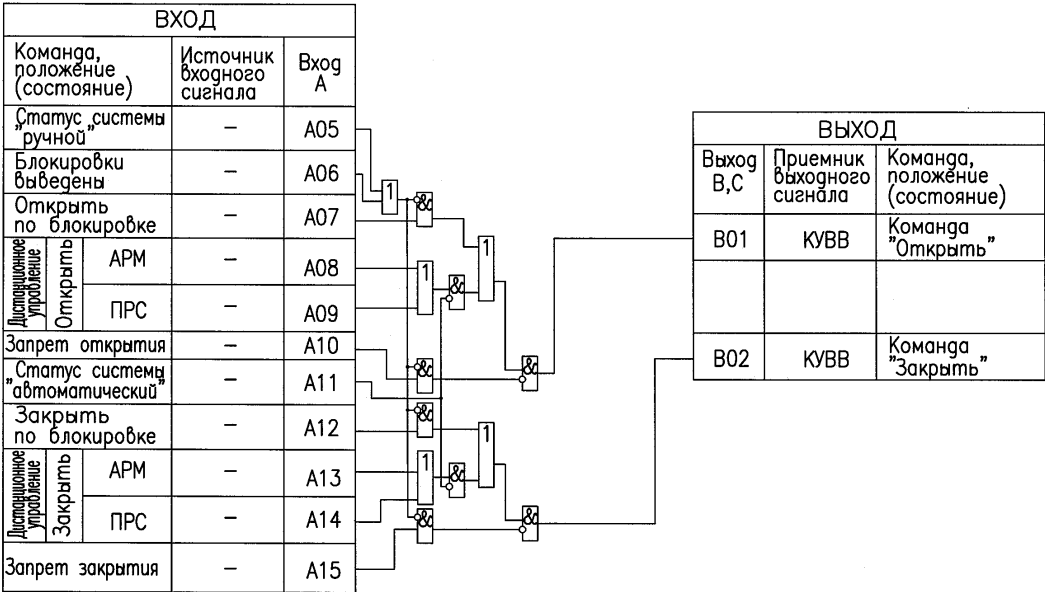 ВХОД
Команда,
положение
(состояние)
Источник
входного
сигнала
Вход
А
Статус системы
"ручной"
–
А05
Блокировки
выведены
–
А06
Открыть
по блокировке
–
А07
Дистанционное
управление
Открыть
АРМ
–
А08
ПРС
–
А09
Запрет открытия
–
А10
Статус системы
"автоматический"
–
А11
Закрыть
по блокировке
–
А12
Дистанционное
управление
Закрыть
АРМ
–
А13
ПРС
–
А14
Запрет закрытия
–
А15
1
&
1
1
&
&
&
&
1
1
&
&
&
ВЫХОД
Выход
В,С
Приемник
выходного
сигнала
Команда,
положение
(состояние)
В01
КУВВ
Команда
"Открыть"
В02
КУВВ
Команда
"Закрыть"